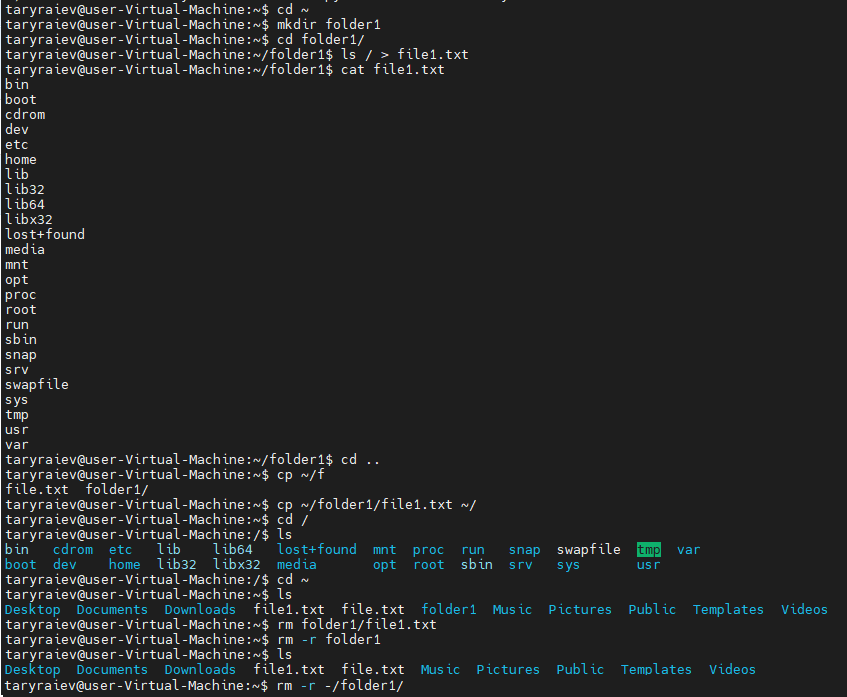 taryraiev@user-Virtual-Machine:~$ cd ~
taryraiev@user-Virtual-Machine:~$ mkdir folder1
taryraiev@user-Virtual-Machine:~$ cd folder1/
taryraiev@user-Virtual-Machine:~/folder1$ ls / > file1.txt
taryraiev@user-Virtual-Machine:~/folder1$ cat file1.txt
bin
boot
cdrom
dev
etc
home
lib
lib32
lib64
libx32
lost+found
media
mnt
opt
proc
root
run
sbin
snap
srv
swapfile
sys
tmp
usr
var
taryraiev@user-Virtual-Machine:~/folder1$ cd ..
taryraiev@user-Virtual-Machine:~$ cp ~/f
file.txt  folder1/
taryraiev@user-Virtual-Machine:~$ cp ~/folder1/file1.txt ~/
taryraiev@user-Virtual-Machine:~$ cd /
taryraiev@user-Virtual-Machine:/$ ls
bin   cdrom  etc   lib    lib64   lost+found  mnt  proc  run   snap  swapfile  tmp  var
boot  dev    home  lib32  libx32  media       opt  root  sbin  srv   sys       usr
taryraiev@user-Virtual-Machine:/$ cd ~
taryraiev@user-Virtual-Machine:~$ ls
Desktop  Documents  Downloads  file1.txt  file.txt  folder1  Music  Pictures  Public  Templates  Videos
taryraiev@user-Virtual-Machine:~$ rm folder1/file1.txt
taryraiev@user-Virtual-Machine:~$ rm -r folder1
taryraiev@user-Virtual-Machine:~$ ls
Desktop  Documents  Downloads  file1.txt  file.txt  Music  Pictures  Public  Templates  Videos
taryraiev@user-Virtual-Machine:~$ rm -r -/folder1/